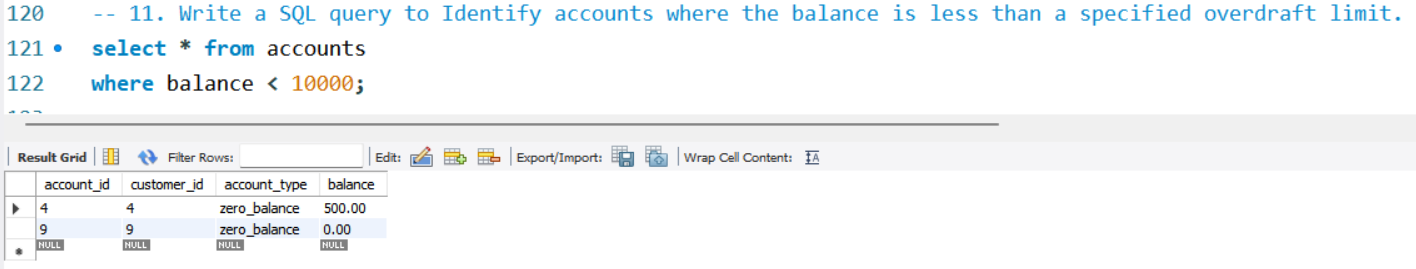 120 -- 11. Write a SQL query to Identify accounts where the balance is less than a specified overdraft limit.
121 select * from accounts
122 where balance < 10000;
Result Grid Filter Rows: Edit: Export/Import: Wrap Cell Content:
account_id customer_id account_type balance
4 4 zero_balance 500.00
9 9 zero_balance 0.00
NULL NULL NULL NULL